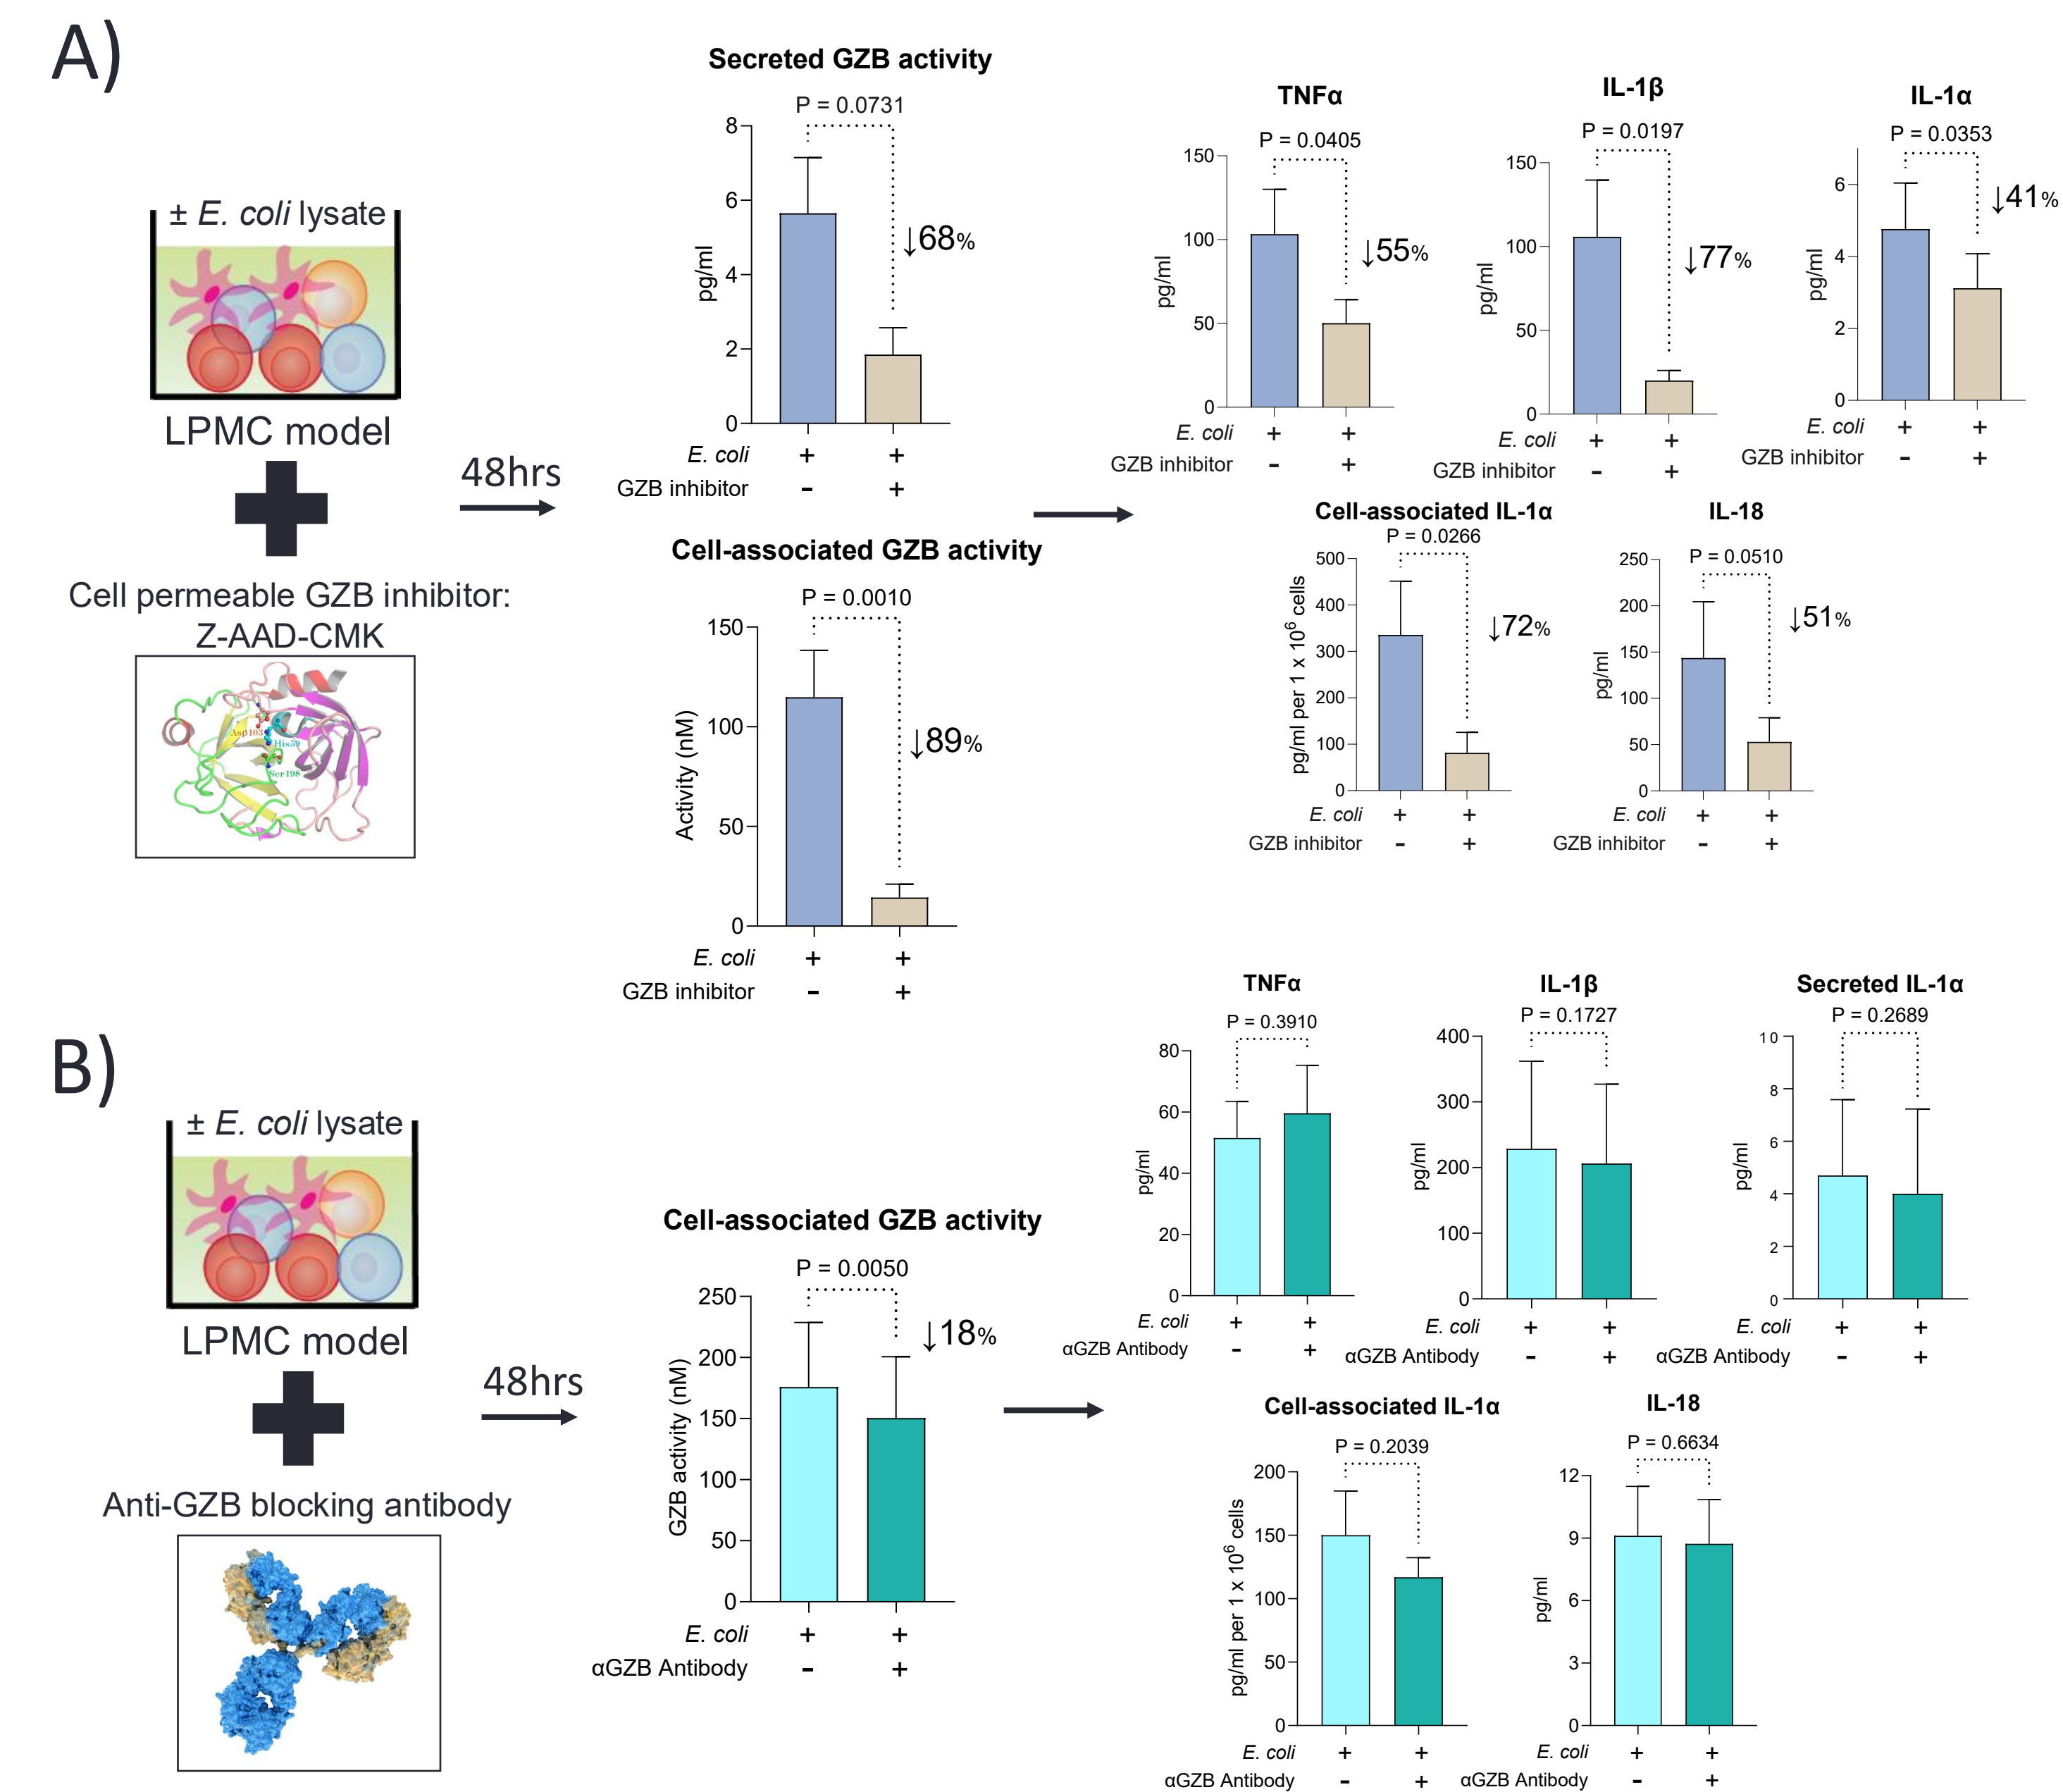 A)
± E. coli lysate
LPMC model
48hrs
Cell permeable GZB inhibitor:
Z-AAD-CMK
Asp103
His59
Ser198
Secreted GZB activity
P = 0.0731
pg/ml
8
6
4
2
0
↓68%
E. coli + +
GZB inhibitor - +
Cell-associated GZB activity
P = 0.0010
Activity (nM)
150
100
50
0
↓89%
E. coli + +
GZB inhibitor - +
TNFα
P = 0.0405
pg/ml
150
100
50
0
↓55%
E. coli + +
GZB inhibitor - +
IL-1β
P = 0.0197
pg/ml
150
100
50
0
↓77%
E. coli + +
GZB inhibitor - +
IL-1α
P = 0.0353
pg/ml
6
4
2
0
↓41%
E. coli + +
GZB inhibitor - +
Cell-associated IL-1α
P = 0.0266
pg/ml per 1 x 10⁶ cells
500
400
300
200
100
0
↓72%
E. coli + +
GZB inhibitor - +
IL-18
P = 0.0510
pg/ml
250
200
150
100
50
0
↓51%
E. coli + +
GZB inhibitor - +
B)
± E. coli lysate
LPMC model
48hrs
Anti-GZB blocking antibody
Cell-associated GZB activity
P = 0.0050
GZB activity (nM)
250
200
150
100
50
0
↓18%
E. coli + +
αGZB Antibody - +
TNFα
P = 0.3910
pg/ml
80
60
40
20
0
E. coli + +
αGZB Antibody - +
IL-1β
P = 0.1727
pg/ml
400
300
200
100
0
E. coli + +
αGZB Antibody - +
Secreted IL-1α
P = 0.2689
pg/ml
10
8
6
4
2
0
E. coli + +
αGZB Antibody - +
Cell-associated IL-1α
P = 0.2039
pg/ml per 1 x 10⁶ cells
200
150
100
50
0
E. coli + +
αGZB Antibody - +
IL-18
P = 0.6634
pg/ml
12
9
6
3
0
E. coli + +
αGZB Antibody - +